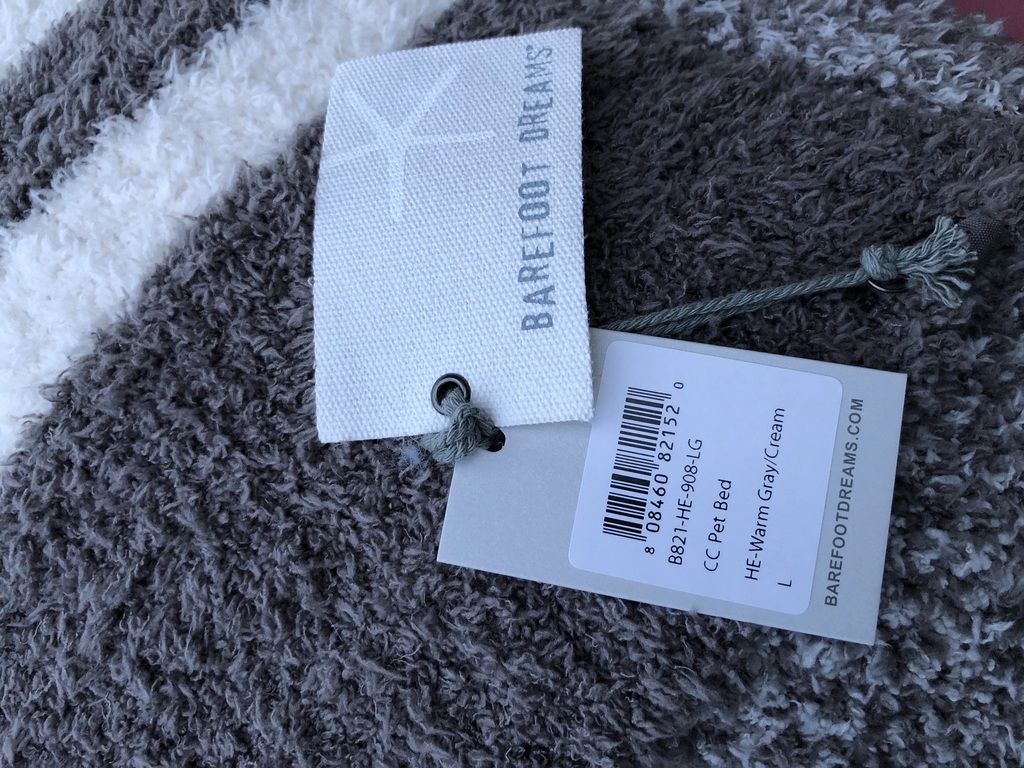 BAREFOOT DREAMS®
8 08460 82152 0
B821-HE-908-LG
CC Pet Bed
HE-Warm Gray/Cream
L
BAREFOOTDREAMS.COM